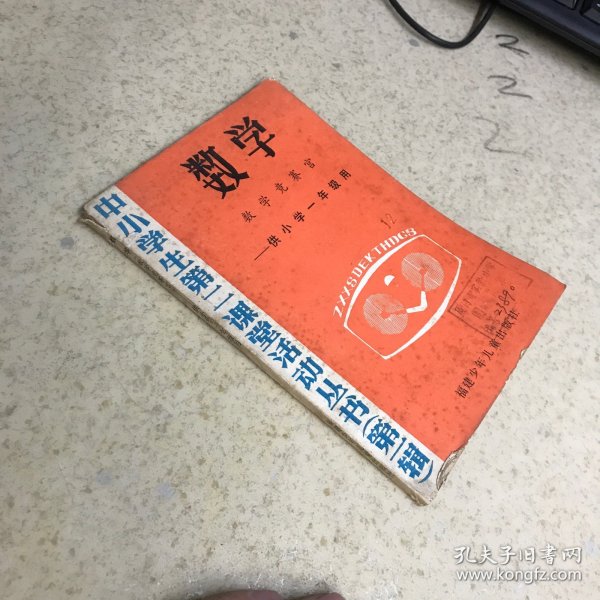 数学
数学竞赛宫
——供小学一年级用
12
ZXXSDEKTHDCS
23890
福建少年儿童出版社
中小学生第二课堂活动丛书(第一辑)
孔夫子旧书网
www.kongfz.com